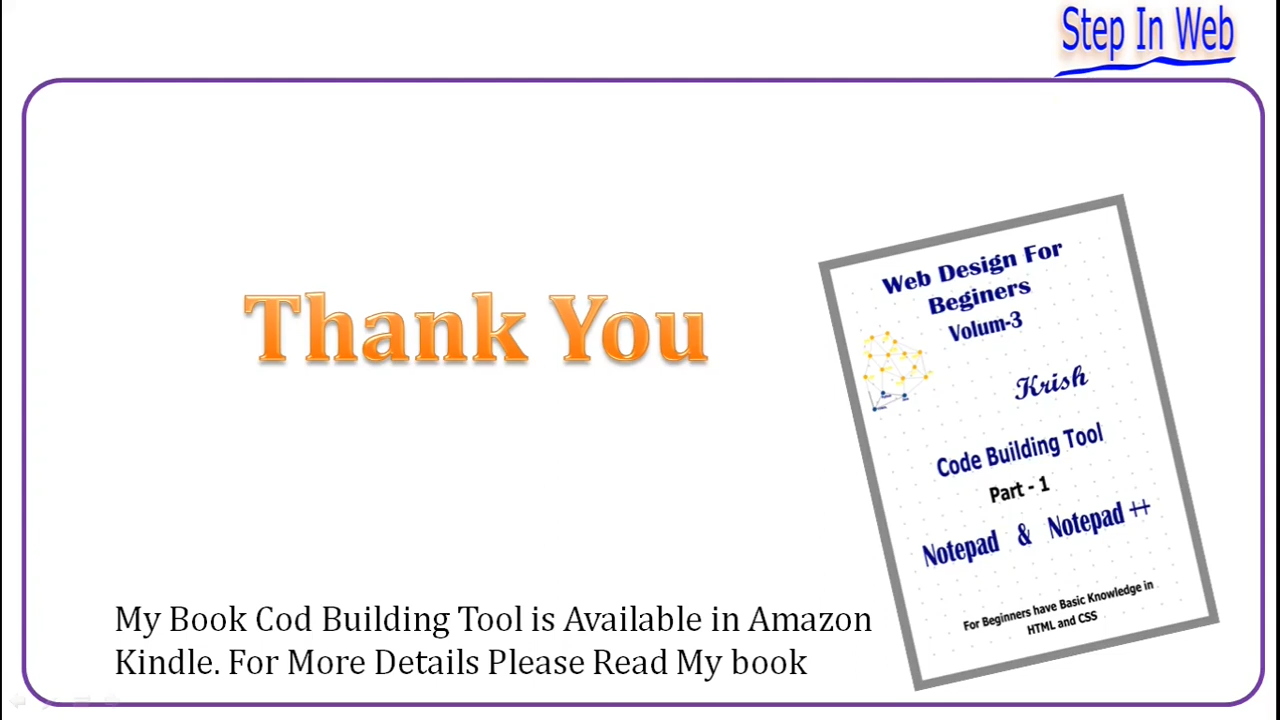 Step In Web
Thank You
Web Design For
Beginers
Volum-3
Krish
Code Building Tool
Part - 1
Notepad & Notepad ++
For Beginners have Basic Knowledge in
HTML and CSS
My Book Cod Building Tool is Available in Amazon
Kindle. For More Details Please Read My book